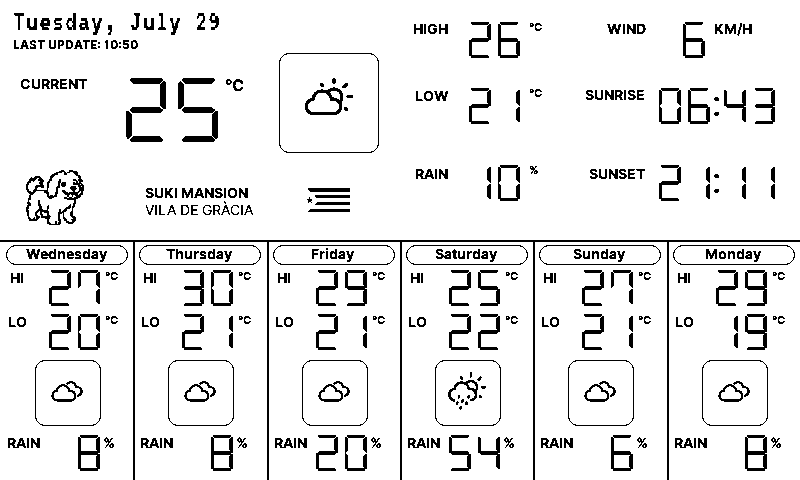 Tuesday, July 29
LAST UPDATE: 10:50
CURRENT 25 °C
HIGH 26 °C
LOW 21 °C
RAIN 10 %
WIND 6 KM/H
SUNRISE 06:43
SUNSET 21:11
SUKI MANSION
VILA DE GRÀCIA
Wednesday
HI 27 °C
LO 20 °C
RAIN 8 %
Thursday
HI 30 °C
LO 21 °C
RAIN 8 %
Friday
HI 29 °C
LO 21 °C
RAIN 20 %
Saturday
HI 25 °C
LO 22 °C
RAIN 54 %
Sunday
HI 27 °C
LO 21 °C
RAIN 6 %
Monday
HI 29 °C
LO 19 °C
RAIN 8 %